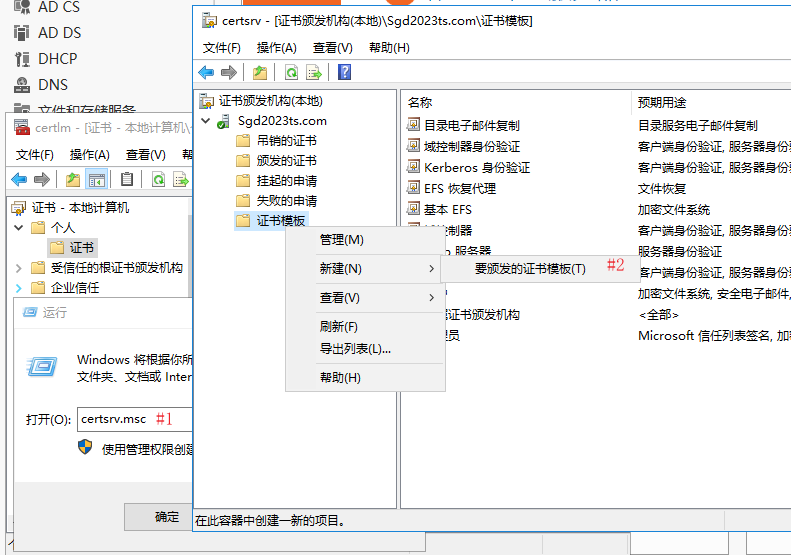 AD CS
AD DS
DHCP
DNS
文件和存储服务
certlm - [证书 - 本地计算机\
文件(F) 操作(A) 查看(V)
证书 - 本地计算机
个人
证书
受信任的根证书颁发机构
企业信任
运行
Windows 将根据你所
文件夹、文档或 Inter
打开(O): certsrv.msc #1
使用管理权限创建
确定
certsrv - [证书颁发机构(本地)\Sgd2023ts.com\证书模板]
文件(F) 操作(A) 查看(V) 帮助(H)
证书颁发机构(本地)
Sgd2023ts.com
吊销的证书
颁发的证书
挂起的申请
失败的申请
证书模板
名称 预期用途
目录电子邮件复制 目录服务电子邮件复制
域控制器身份验证 客户端身份验证, 服务器身份
Kerberos 身份验证 客户端身份验证, 服务器身份
EFS 恢复代理 文件恢复
基本 EFS 加密文件系统
控制器 客户端身份验证, 服务器身份
服务器 服务器身份验证
客户端身份验证, 服务器身份
加密文件系统, 安全电子邮件,
证书颁发机构 <全部>
员 Microsoft 信任列表签名, 加
管理(M)
新建(N)
要颁发的证书模板(T) #2
查看(V)
刷新(F)
导出列表(L)...
帮助(H)
在此容器中创建一新的项目。